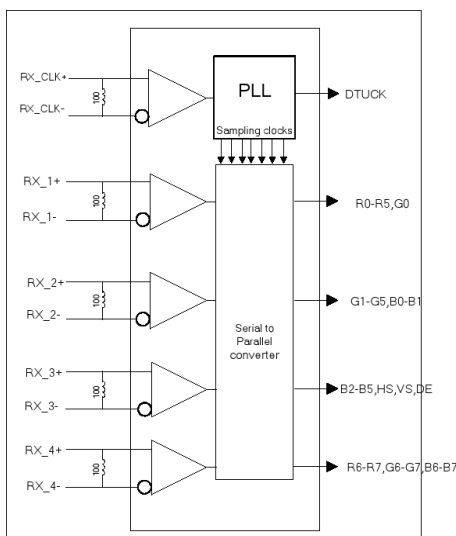 RX_CLK+
100
RX_CLK-
PLL
Sampling clocks
DTUCK
RX_1+
100
RX_1-
R0-R5,G0
RX_2+
100
RX_2-
G1-G5,B0-B1
Serial to
Parallel
converter
RX_3+
100
RX_3-
B2-B5,HS,VS,DE
RX_4+
100
RX_4-
R6-R7,G6-G7,B6-B7